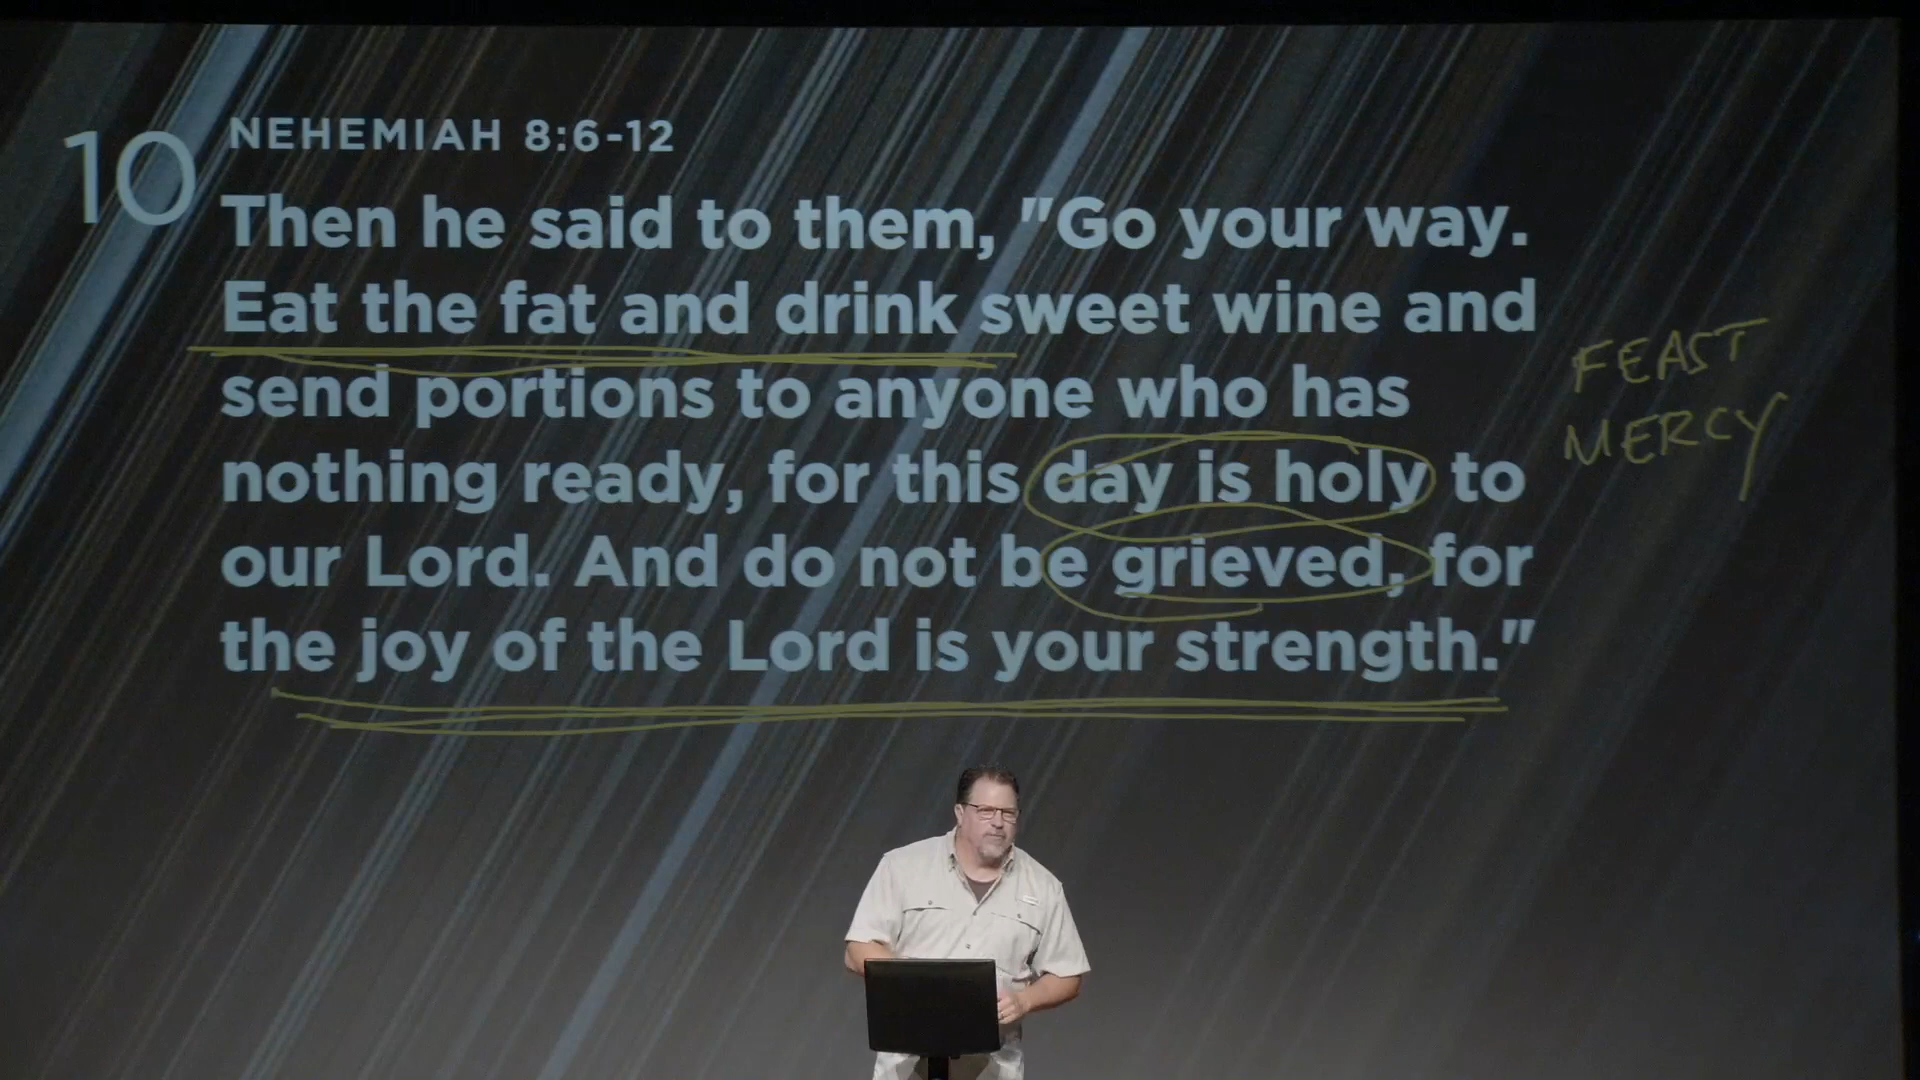 NEHEMIAH 8:6-12
10
Then he said to them, "Go your way.
Eat the fat and drink sweet wine and
send portions to anyone who has
nothing ready, for this day is holy to
our Lord. And do not be grieved, for
the joy of the Lord is your strength."
FEAST
MERCY